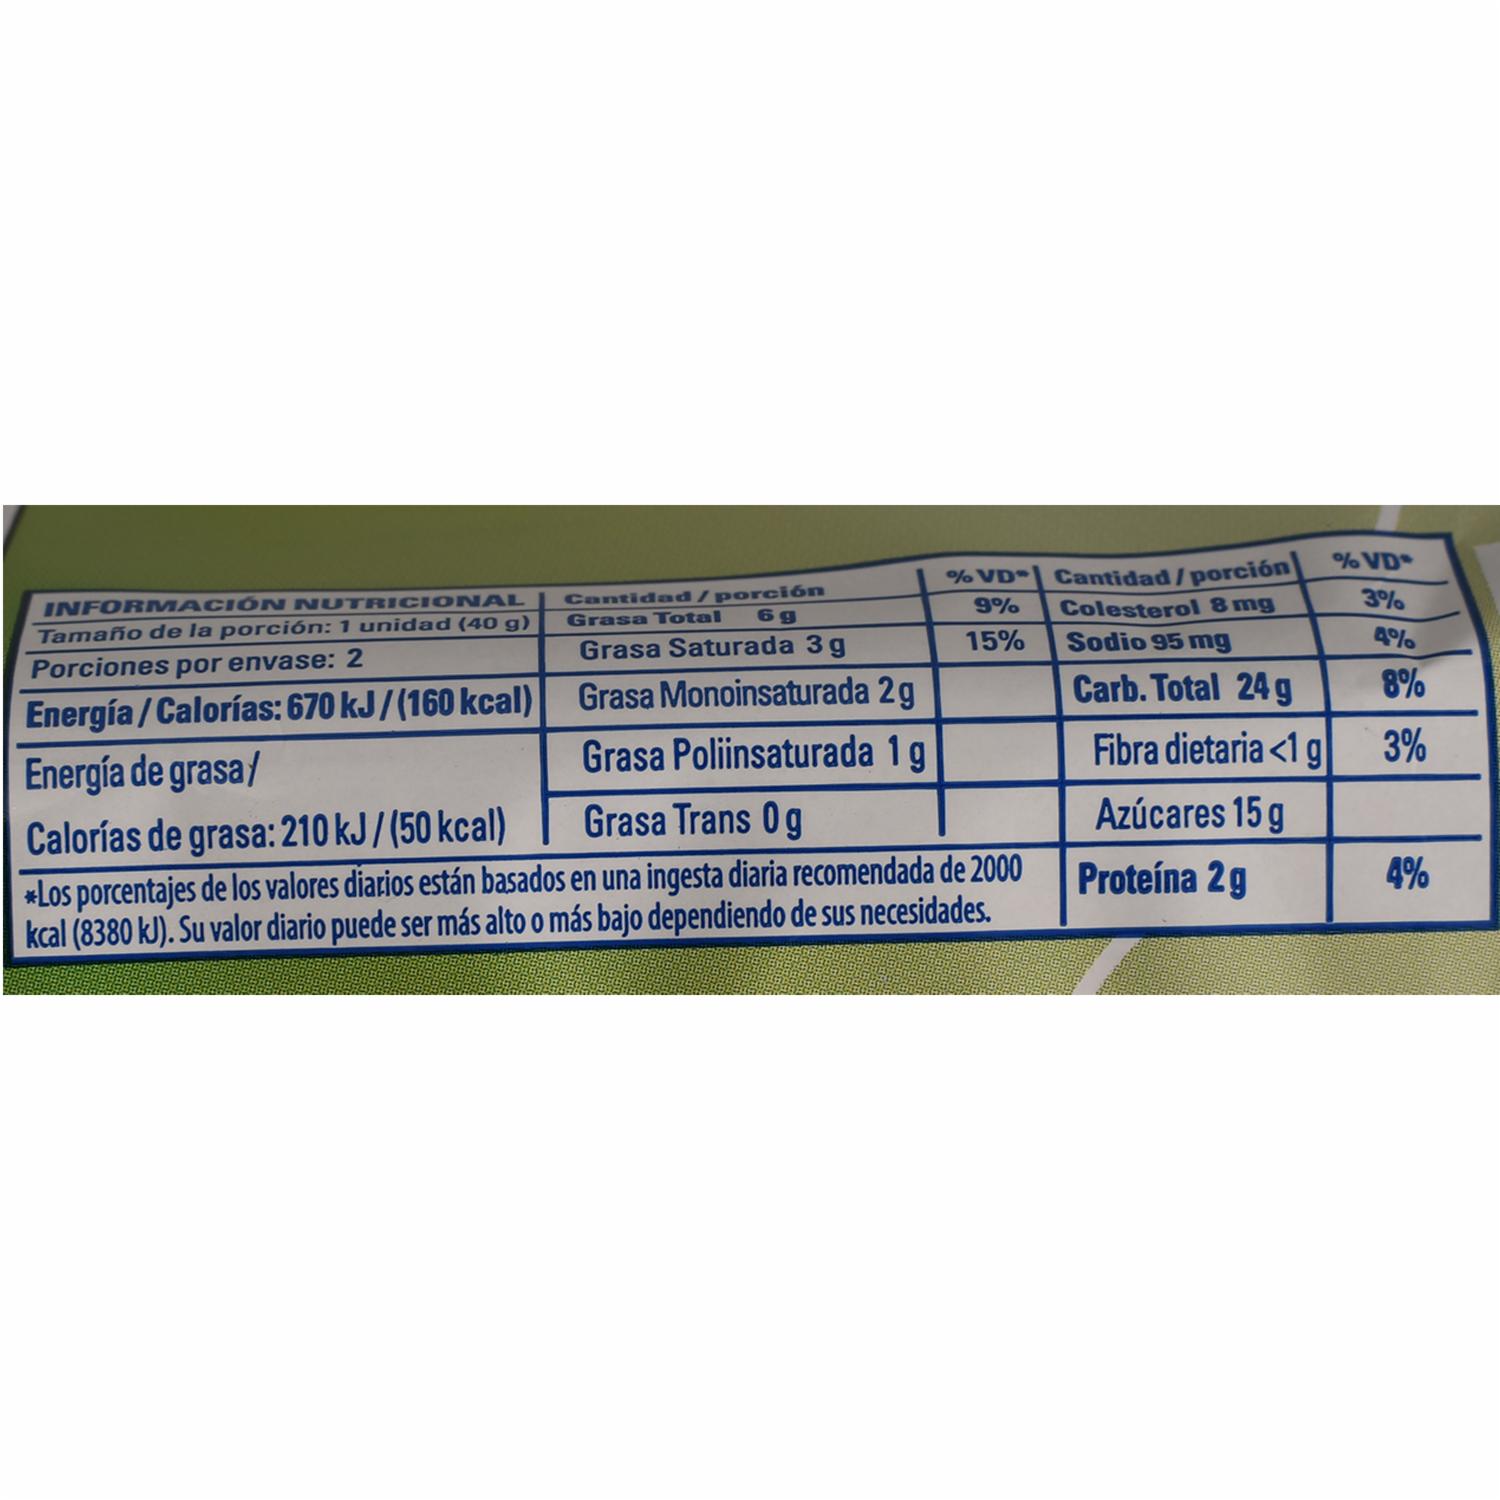 INFORMACIÓN NUTRICIONAL
Tamaño de la porción: 1 unidad (40 g)
Porciones por envase: 2
Energía / Calorías: 670 kJ / (160 kcal)
Energía de grasa /
Calorías de grasa: 210 kJ / (50 kcal)
Cantidad / porción % VD*
Grasa Total 6 g 9%
Grasa Saturada 3 g 15%
Grasa Monoinsaturada 2 g
Grasa Poliinsaturada 1 g
Grasa Trans 0 g
Cantidad / porción % VD*
Colesterol 8 mg 3%
Sodio 95 mg 4%
Carb. Total 24 g 8%
Fibra dietaria <1 g 3%
Azúcares 15 g
Proteína 2 g 4%
*Los porcentajes de los valores diarios están basados en una ingesta diaria recomendada de 2000
kcal (8380 kJ). Su valor diario puede ser más alto o más bajo dependiendo de sus necesidades.